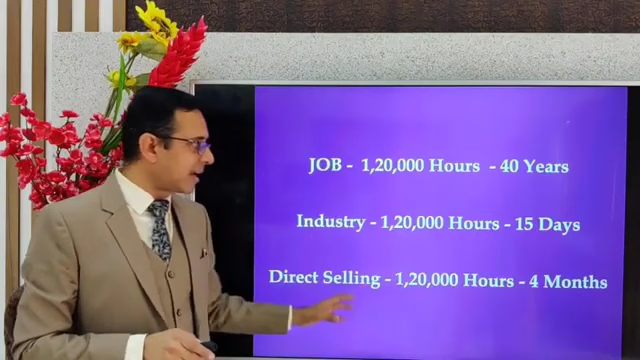 JOB - 1,20,000 Hours - 40 Years
Industry - 1,20,000 Hours - 15 Days
Direct Selling - 1,20,000 Hours - 4 Months